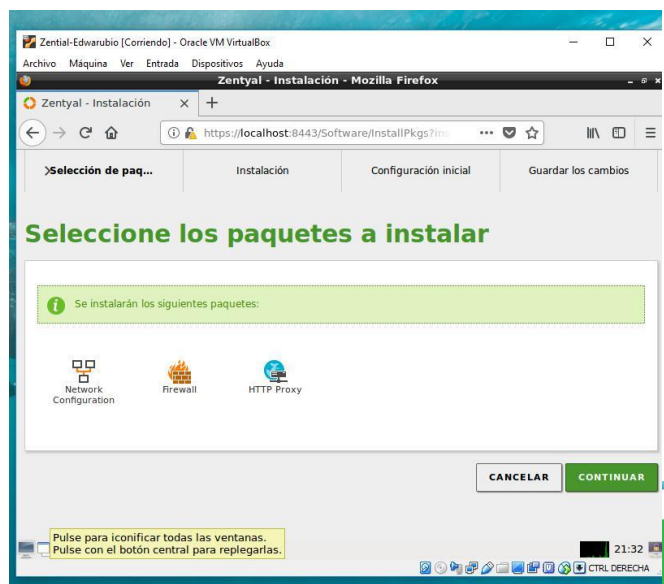 Zential-Edwarubio [Corriendo] - Oracle VM VirtualBox
Archivo Máquina Ver Entrada Dispositivos Ayuda
Zentyal - Instalación - Mozilla Firefox
Zentyal - Instalación
https://localhost:8443/Software/InstallPkgs?in
Selección de paq... Instalación Configuración inicial Guardar los cambios
Seleccione los paquetes a instalar
Se instalarán los siguientes paquetes:
Network Firewall HTTP Proxy
Configuration
CANCELAR CONTINUAR
Pulse para iconificar todas las ventanas.
Pulse con el botón central para replegarlas.
21:32
CTRL DERECHA